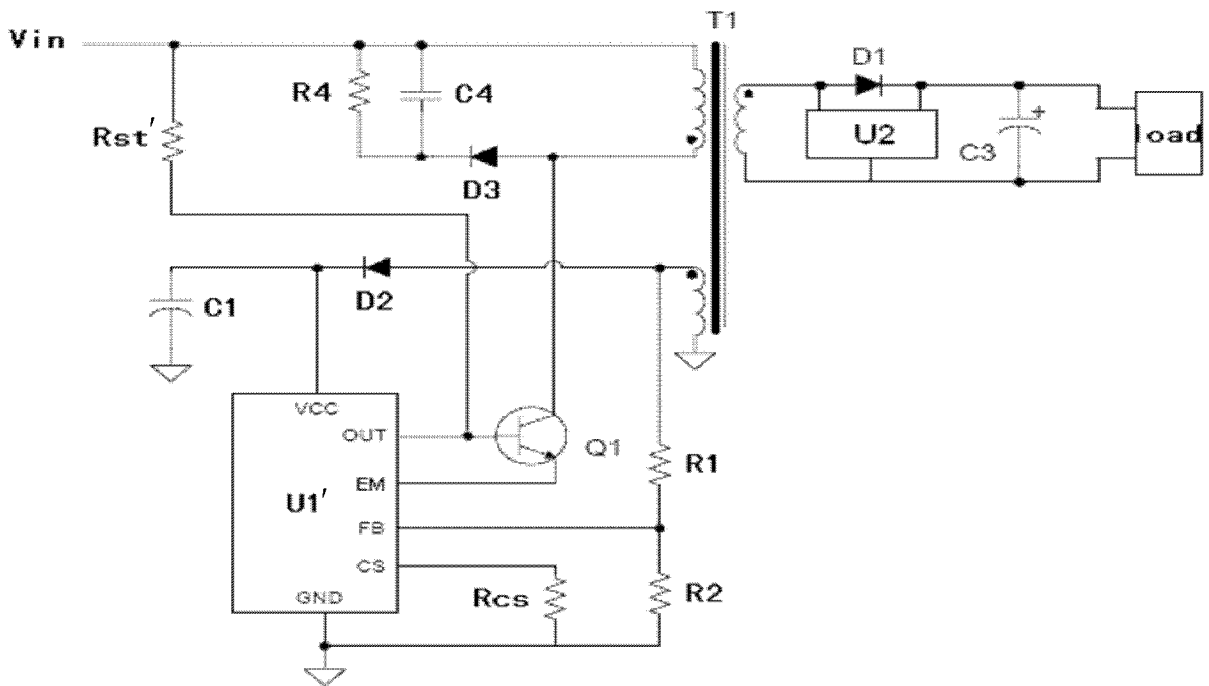 T1
Vin
D1
R4
C4
Rst'
U2
+
C3
load
D3
D2
C1
VCC
OUT
Q1
R1
EM
U1'
FB
CS
Rcs
R2
GND